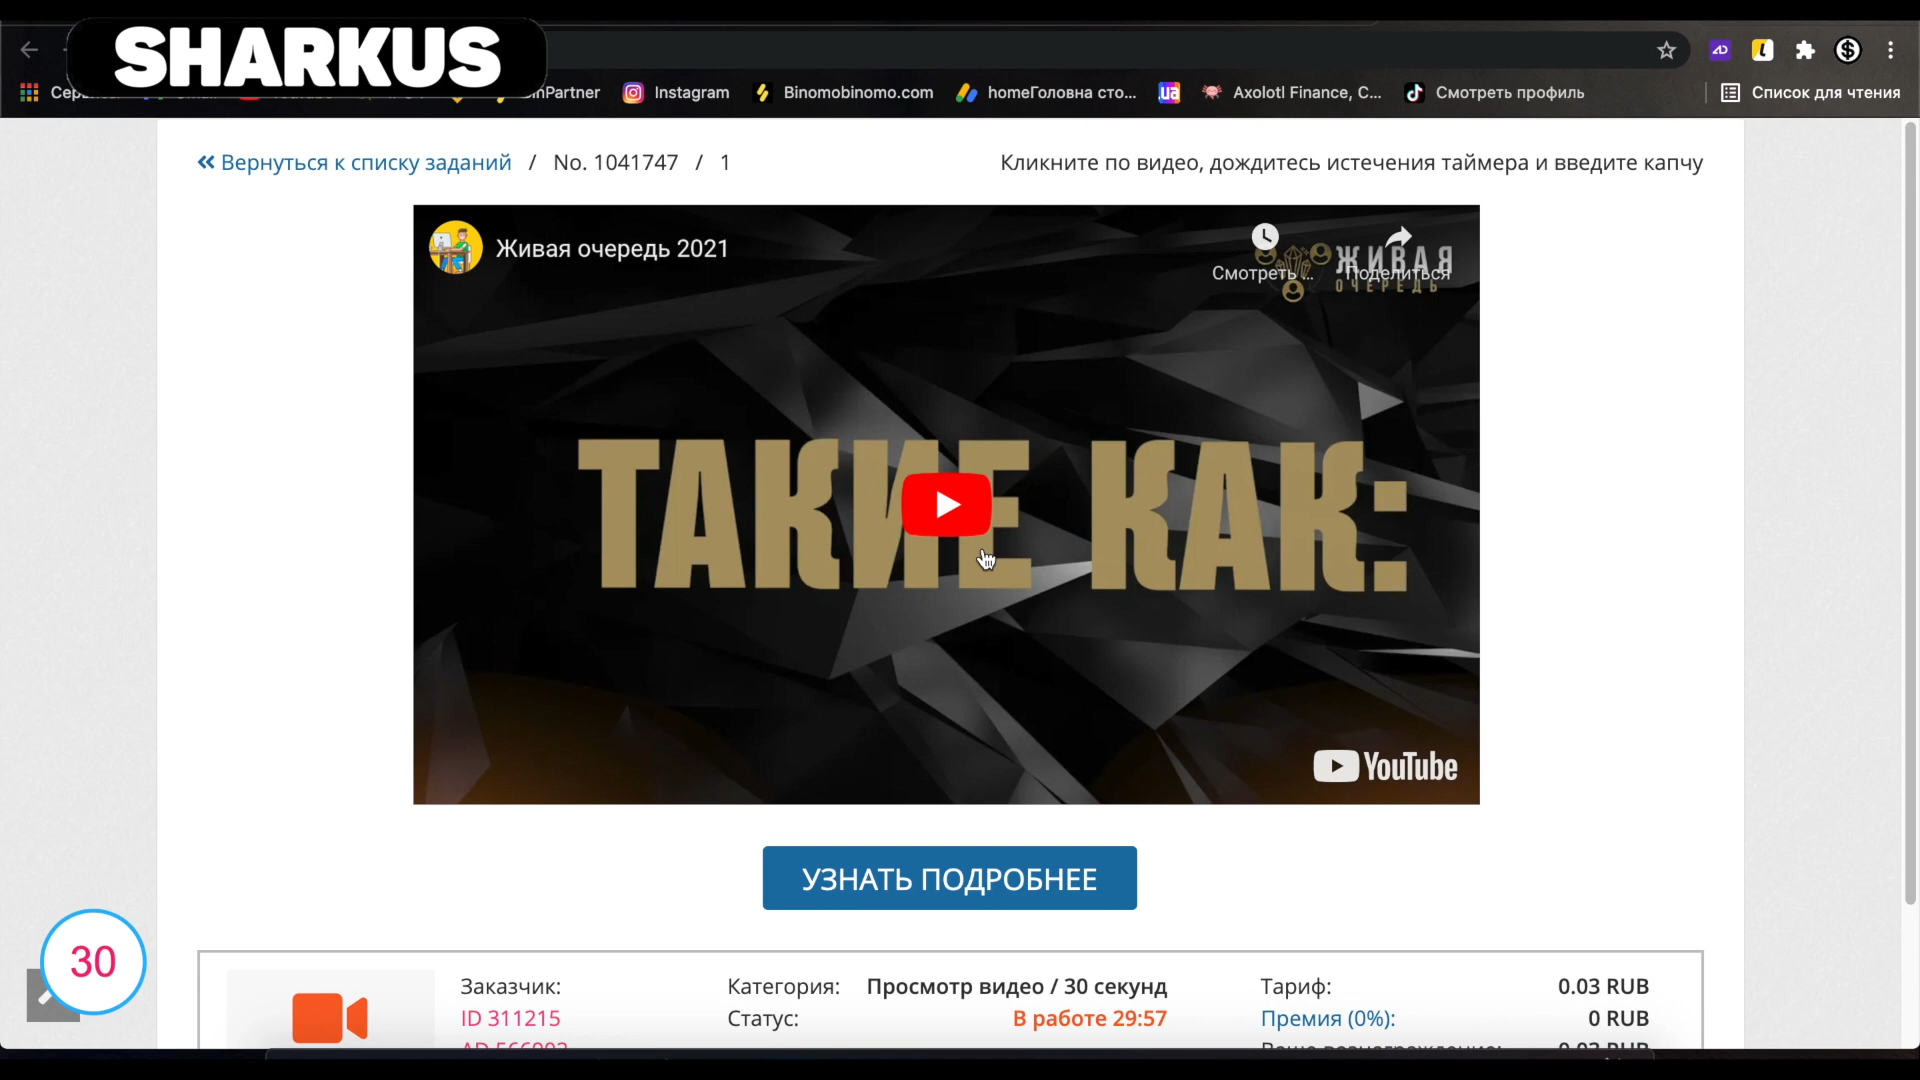 SHARKUS
Instagram
Binomobinomo.com
homeГоловна сто...
ua
Axolotl Finance, C...
Смотреть профиль
Список для чтения
Вернуться к списку заданий / No. 1041747 / 1
Кликните по видео, дождитесь истечения таймера и введите капчу
Живая очередь 2021
Смотреть ...
Поделиться
ЖИВАЯ
ОЧЕРЕДЬ
ТАКИЕ КАК:
YouTube
УЗНАТЬ ПОДРОБНЕЕ
30
Заказчик:
ID 311215
Категория: Просмотр видео / 30 секунд
Статус: В работе 29:57
Тариф: 0.03 RUB
Премия (0%): 0 RUB